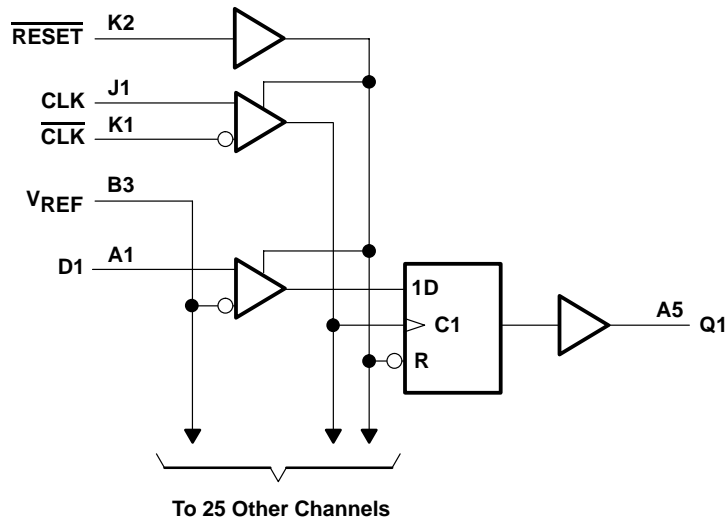 RESET K2
CLK J1
CLK K1
VREF B3
D1 A1
1D
C1
R
A5 Q1
To 25 Other Channels